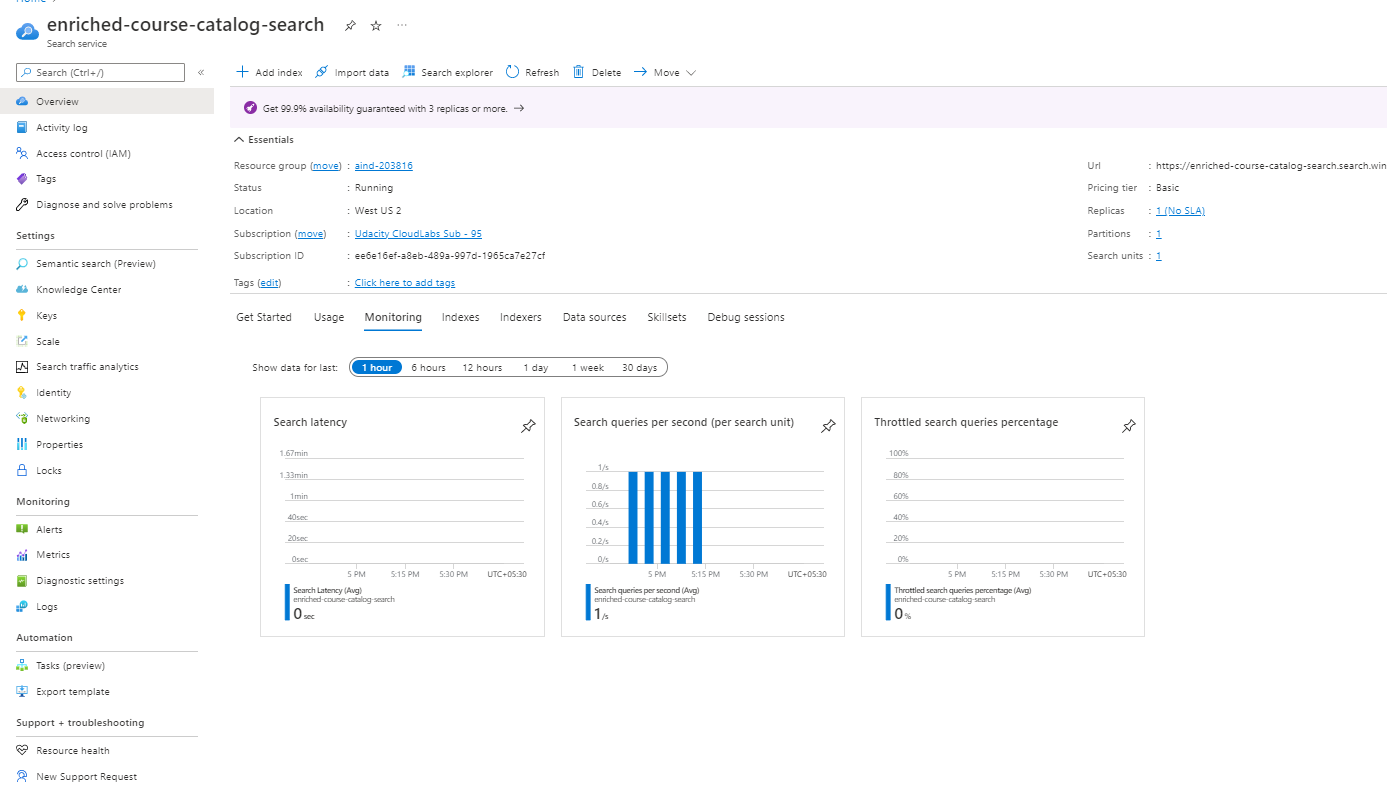 enriched-course-catalog-search
Search service
Search (Ctrl+/)
«
Overview
Activity log
Access control (IAM)
Tags
Diagnose and solve problems
Settings
Semantic search (Preview)
Knowledge Center
Keys
Scale
Search traffic analytics
Identity
Networking
Properties
Locks
Monitoring
Alerts
Metrics
Diagnostic settings
Logs
Automation
Tasks (preview)
Export template
Support + troubleshooting
Resource health
New Support Request
Add index Import data Search explorer Refresh Delete Move
Get 99.9% availability guaranteed with 3 replicas or more.
Essentials
Resource group (move) : aind-203816
Status : Running
Location : West US 2
Subscription (move) : Udacity CloudLabs Sub - 95
Subscription ID : ee6e16ef-a8eb-489a-997d-1965ca7e27cf
Tags (edit) : Click here to add tags
Url : https://enriched-course-catalog-search.search.win
Pricing tier : Basic
Replicas : 1 (No SLA)
Partitions : 1
Search units : 1
Get Started Usage Monitoring Indexes Indexers Data sources Skillsets Debug sessions
Show data for last: 1 hour 6 hours 12 hours 1 day 1 week 30 days
Search latency
1.67min
1.33min
1min
40sec
20sec
0sec
5 PM 5:15 PM 5:30 PM UTC+05:30
Search Latency (Avg)
enriched-course-catalog-search
0 sec
Search queries per second (per search unit)
1/s
0.8/s
0.6/s
0.4/s
0.2/s
0/s
5 PM 5:15 PM 5:30 PM UTC+05:30
Search queries per second (Avg)
enriched-course-catalog-search
1 /s
Throttled search queries percentage
100%
80%
60%
40%
20%
0%
5 PM 5:15 PM 5:30 PM UTC+05:30
Throttled search queries percentage (Avg)
enriched-course-catalog-search
0 %